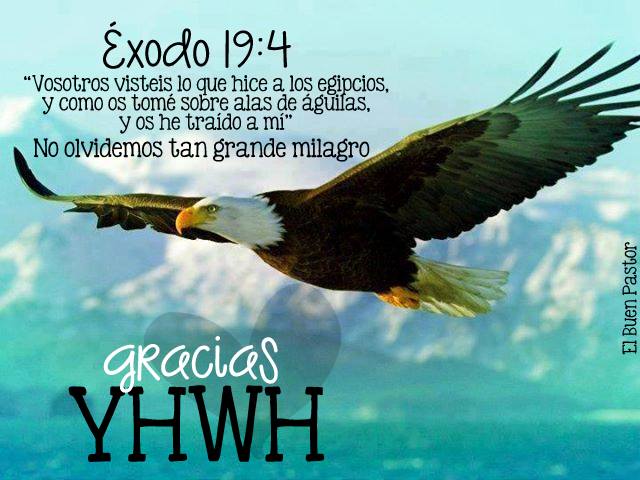 Éxodo 19:4
“Vosotros visteis lo que hice a los egipcios,
y como os tomé sobre alas de águilas,
y os he traído a mí”
No olvidemos tan grande milagro
El Buen Pastor
gracias
YHWH